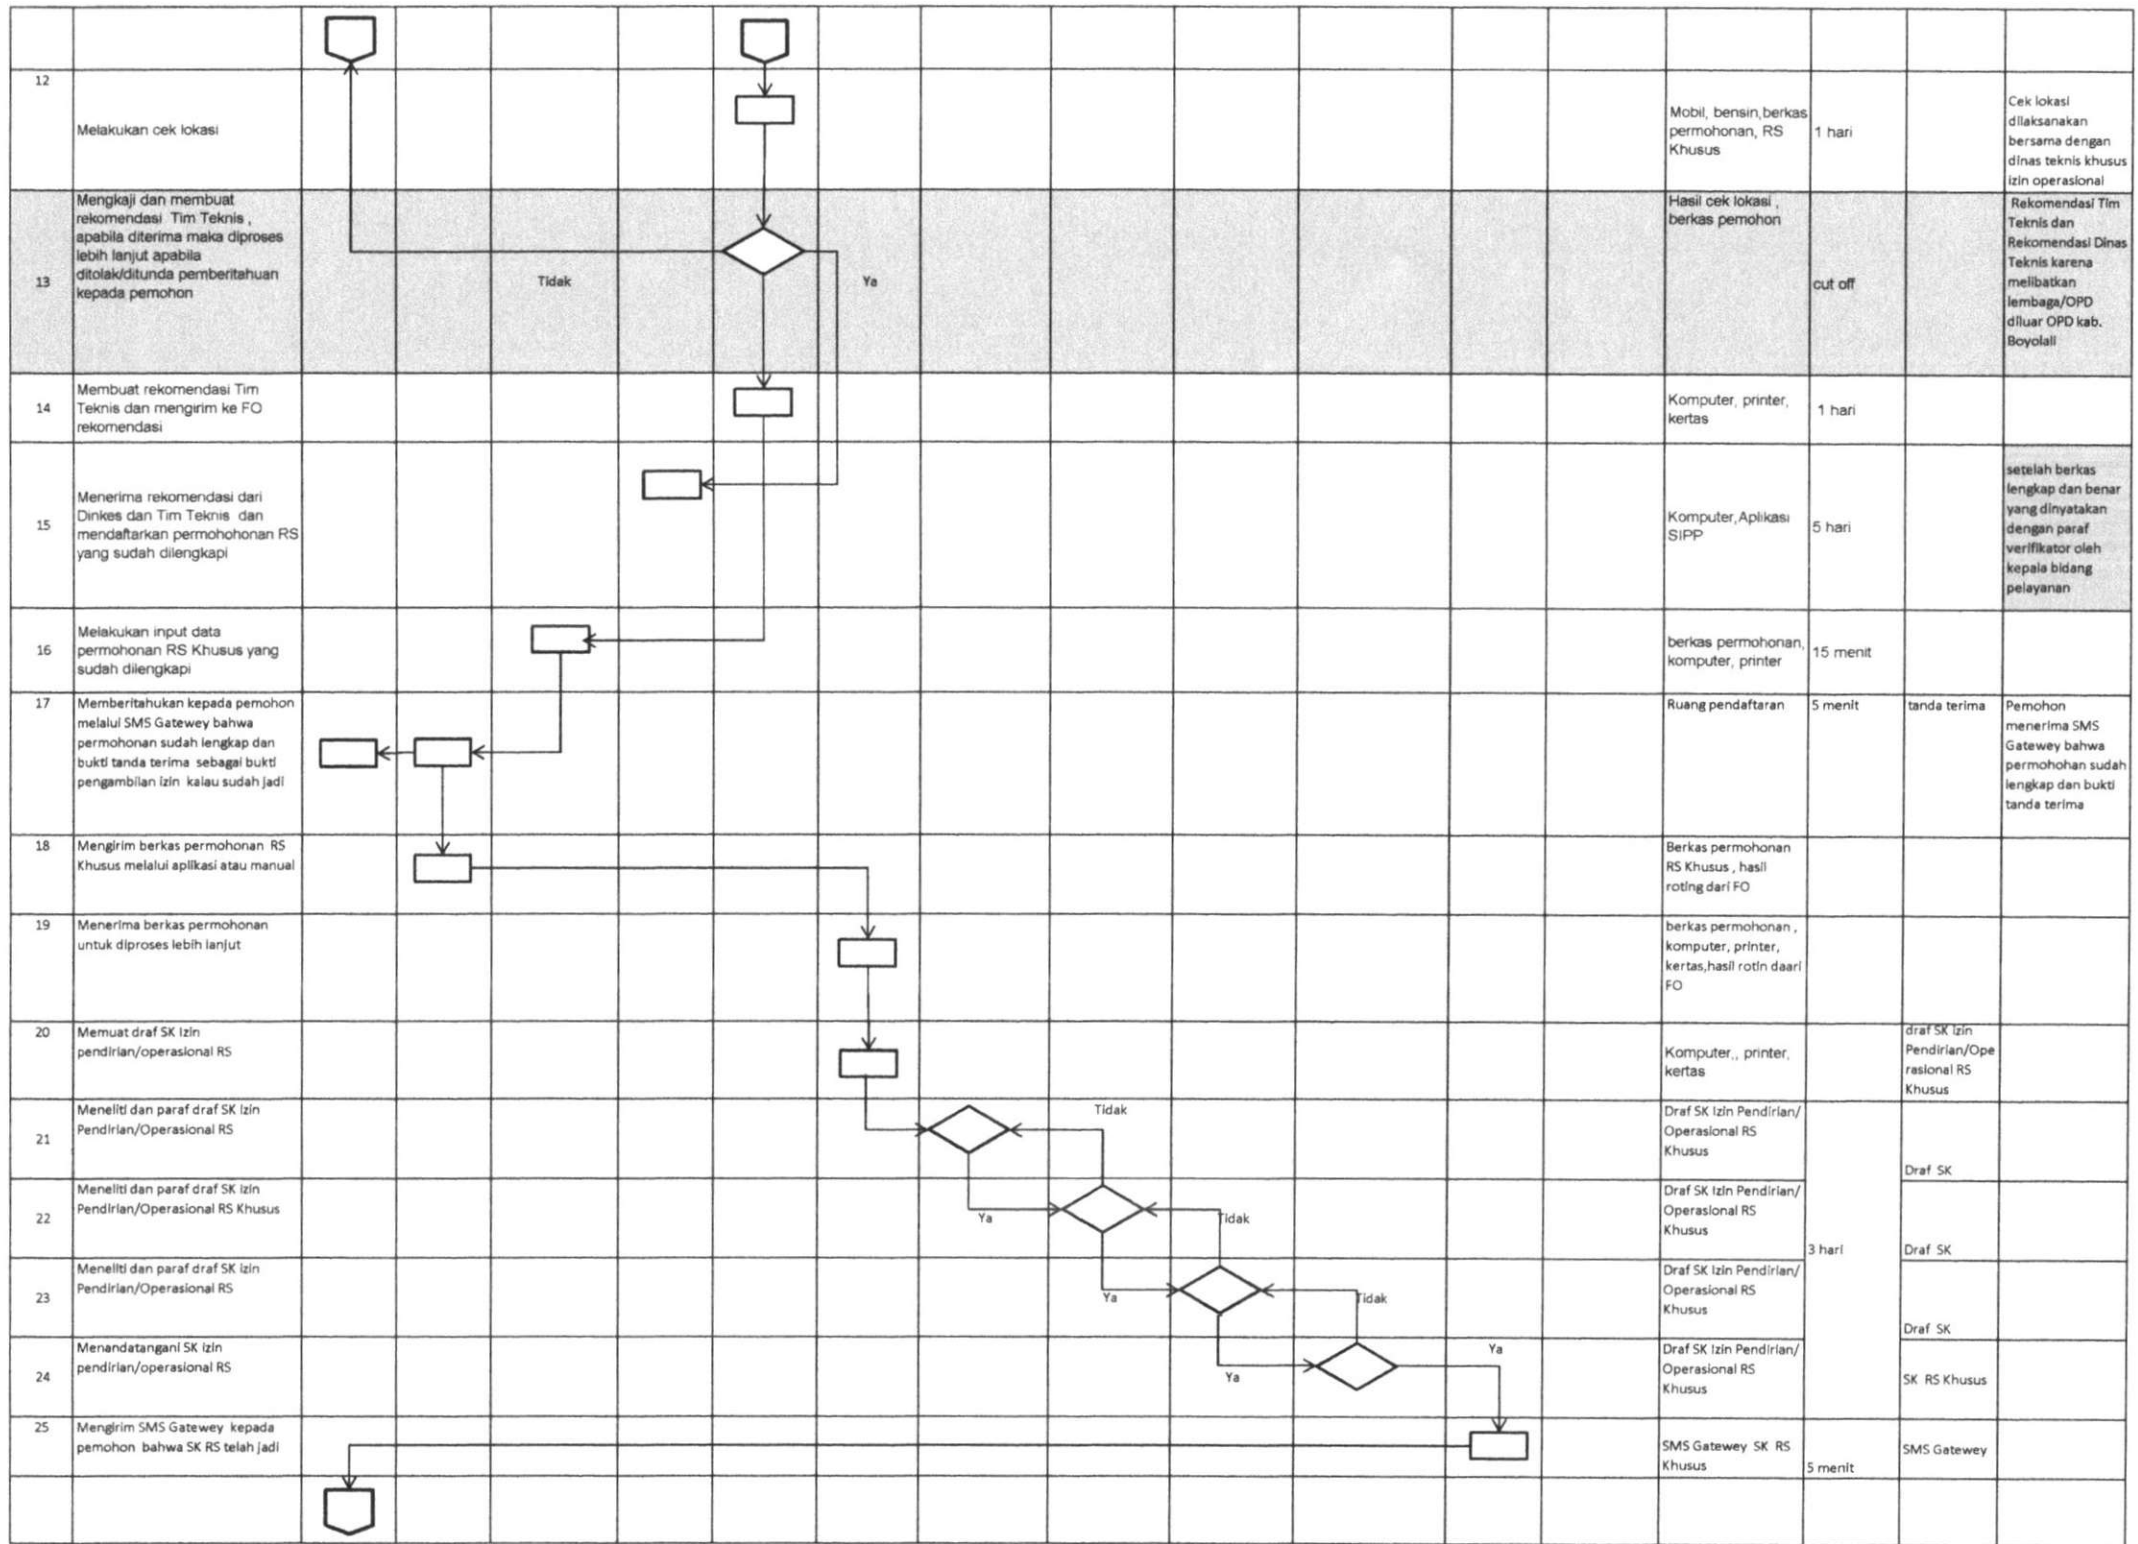 12
Melakukan cek lokasi
Mobil, bensin,berkas
permohonan, RS
Khusus
1 hari
Cek lokasi
dilaksanakan
bersama dengan
dinas teknis khusus
izin operasional
13
Mengkaji dan membuat
rekomendasi Tim Teknis ,
apabila diterima maka diproses
lebih lanjut apabila
ditolak/ditunda pemberitahuan
kepada pemohon
Tidak
Ya
Hasil cek lokasi ,
berkas pemohon
cut off
Rekomendasi Tim
Teknis dan
Rekomendasi Dinas
Teknis karena
melibatkan
lembaga/OPD
diluar OPD kab.
Boyolali
14
Membuat rekomendasi Tim
Teknis dan mengirim ke FO
rekomendasi
Komputer, printer,
kertas
1 hari
15
Menerima rekomendasi dari
Dinkes dan Tim Teknis dan
mendaftarkan permohohonan RS
yang sudah dilengkapi
Komputer,Aplikasi
SIPP
5 hari
setelah berkas
lengkap dan benar
yang dinyatakan
dengan paraf
verifikator oleh
kepala bidang
pelayanan
16
Melakukan input data
permohonan RS Khusus yang
sudah dilengkapi
berkas permohonan,
komputer, printer
15 menit
17
Memberitahukan kepada pemohon
melalui SMS Gatewey bahwa
permohonan sudah lengkap dan
bukti tanda terima sebagai bukti
pengambilan izin kalau sudah jadi
Ruang pendaftaran
5 menit
tanda terima
Pemohon
menerima SMS
Gatewey bahwa
permohohan sudah
lengkap dan bukti
tanda terima
18
Mengirim berkas permohonan RS
Khusus melalui aplikasi atau manual
Berkas permohonan
RS Khusus , hasil
roting dari FO
19
Menerima berkas permohonan
untuk diproses lebih lanjut
berkas permohonan ,
komputer, printer,
kertas,hasil rotin daari
FO
20
Memuat draf SK Izin
pendirian/operasional RS
Komputer,, printer,
kertas
draf SK Izin
Pendirian/Ope
rasional RS
Khusus
21
Meneliti dan paraf draf SK izin
Pendirian/Operasional RS
Tidak
Draf SK Izin Pendirian/
Operasional RS
Khusus
Draf SK
22
Meneliti dan paraf draf SK izin
Pendirian/Operasional RS Khusus
Ya
Tidak
Draf SK Izin Pendirian/
Operasional RS
Khusus
3 hari
Draf SK
23
Meneliti dan paraf draf SK izin
Pendirian/Operasional RS
Ya
Tidak
Draf SK Izin Pendirian/
Operasional RS
Khusus
Draf SK
24
Menandatangani SK izin
pendirian/operasional RS
Ya
Ya
Draf SK Izin Pendirian/
Operasional RS
Khusus
SK RS Khusus
25
Mengirim SMS Gatewey kepada
pemohon bahwa SK RS telah jadi
SMS Gatewey SK RS
Khusus
5 menit
SMS Gatewey